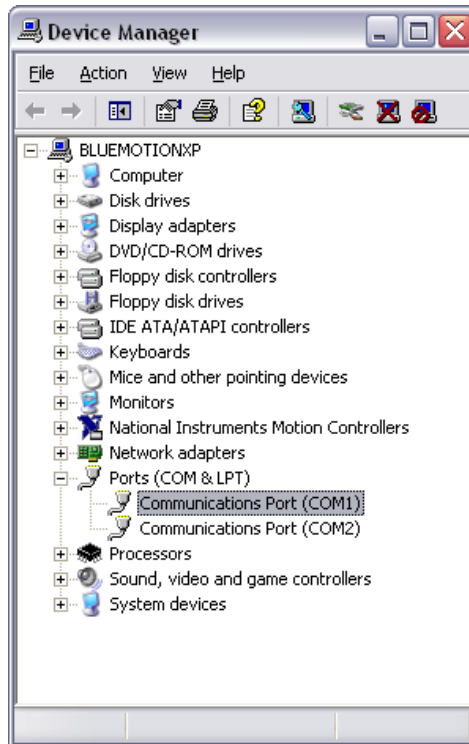 Device Manager
File Action View Help
BLUEMOTIONXP
Computer
Disk drives
Display adapters
DVD/CD-ROM drives
Floppy disk controllers
Floppy disk drives
IDE ATA/ATAPI controllers
Keyboards
Mice and other pointing devices
Monitors
National Instruments Motion Controllers
Network adapters
Ports (COM & LPT)
Communications Port (COM1)
Communications Port (COM2)
Processors
Sound, video and game controllers
System devices